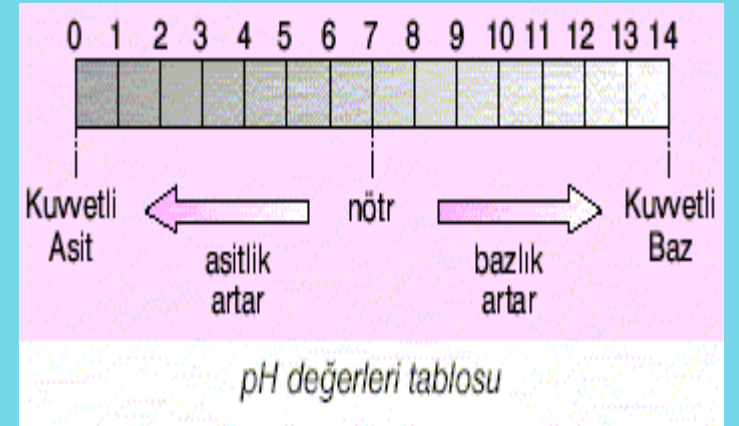 0 1 2 3 4 5 6 7 8 9 10 11 12 13 14
Kuvvetli
Asit
asitlik
artar
nötr
bazlık
artar
Kuvvetli
Baz
pH değerleri tablosu